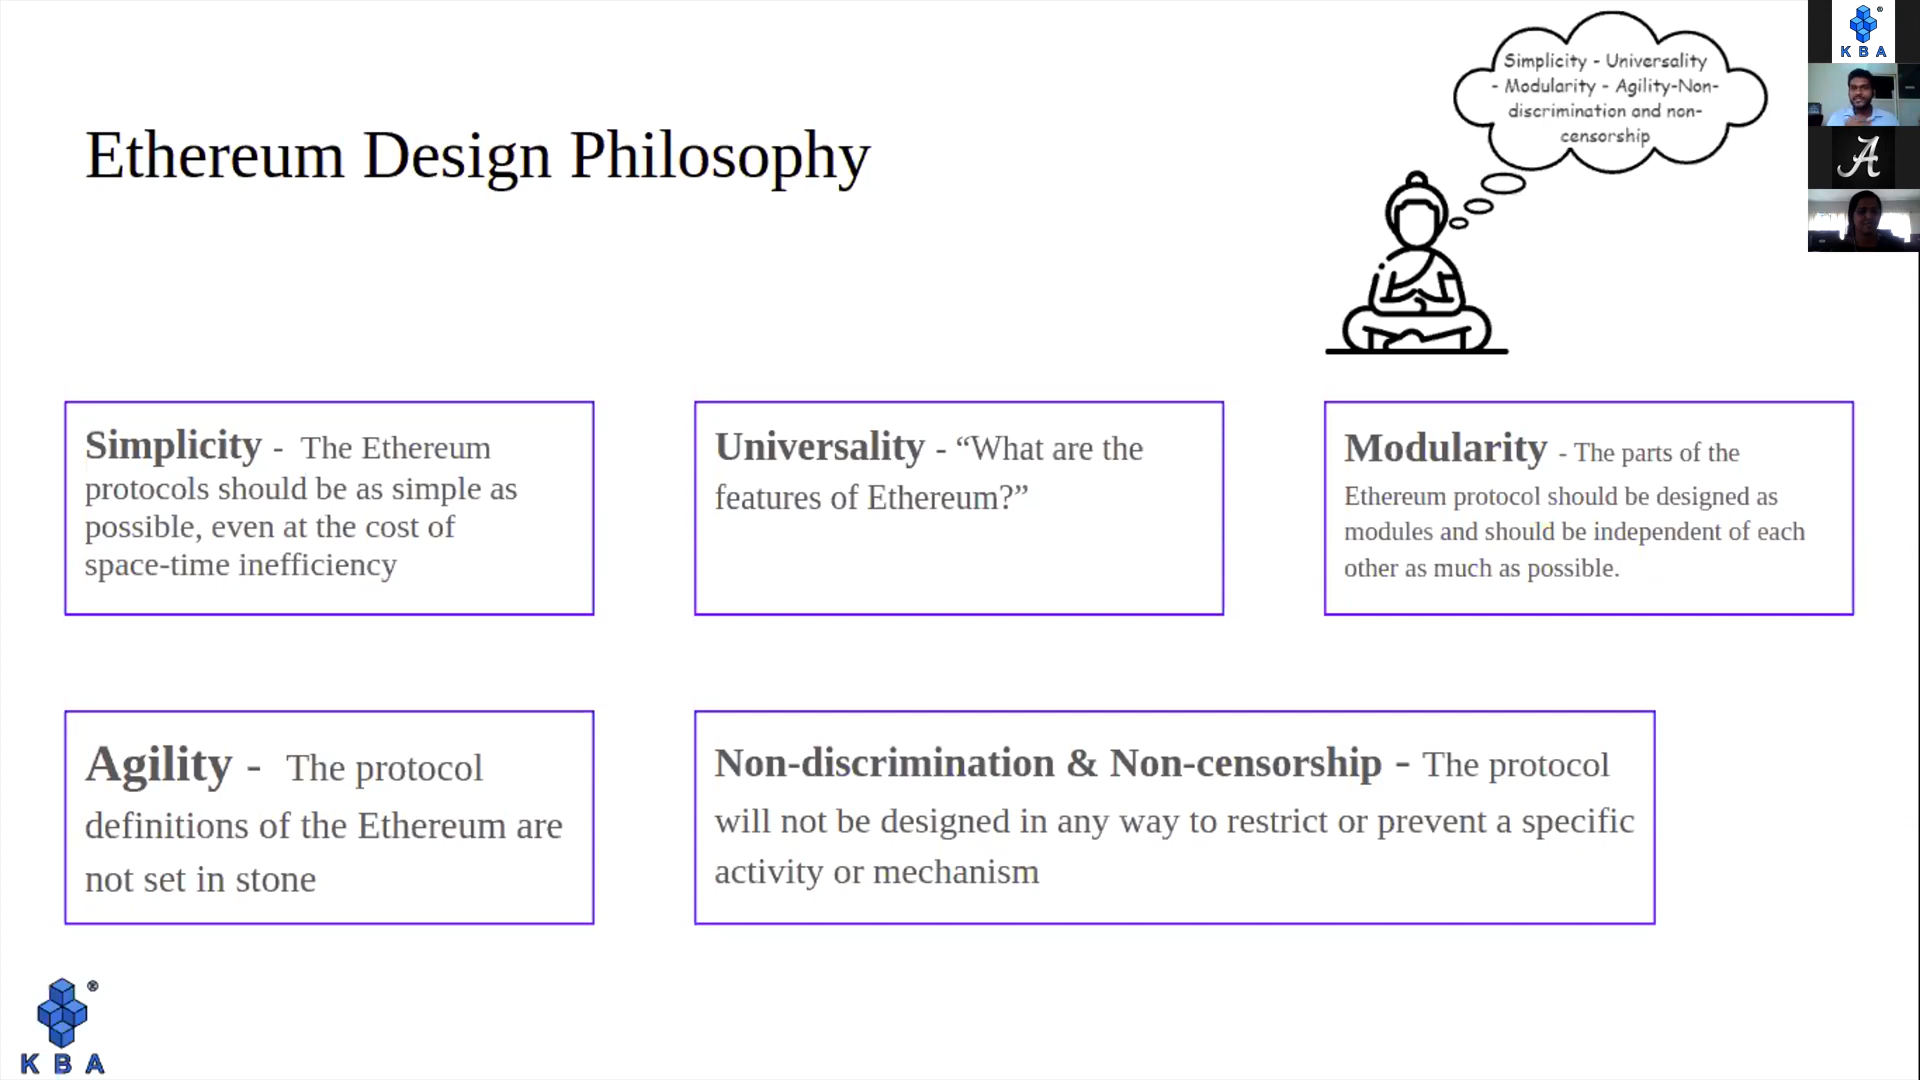 Simplicity - Universality
- Modularity - Agility-Non-
discrimination and non-
censorship
Ethereum Design Philosophy
Simplicity - The Ethereum
protocols should be as simple as
possible, even at the cost of
space-time inefficiency
Universality - “What are the
features of Ethereum?”
Modularity - The parts of the
Ethereum protocol should be designed as
modules and should be independent of each
other as much as possible.
Agility - The protocol
definitions of the Ethereum are
not set in stone
Non-discrimination & Non-censorship - The protocol
will not be designed in any way to restrict or prevent a specific
activity or mechanism
®
K B A
®
K B A
A